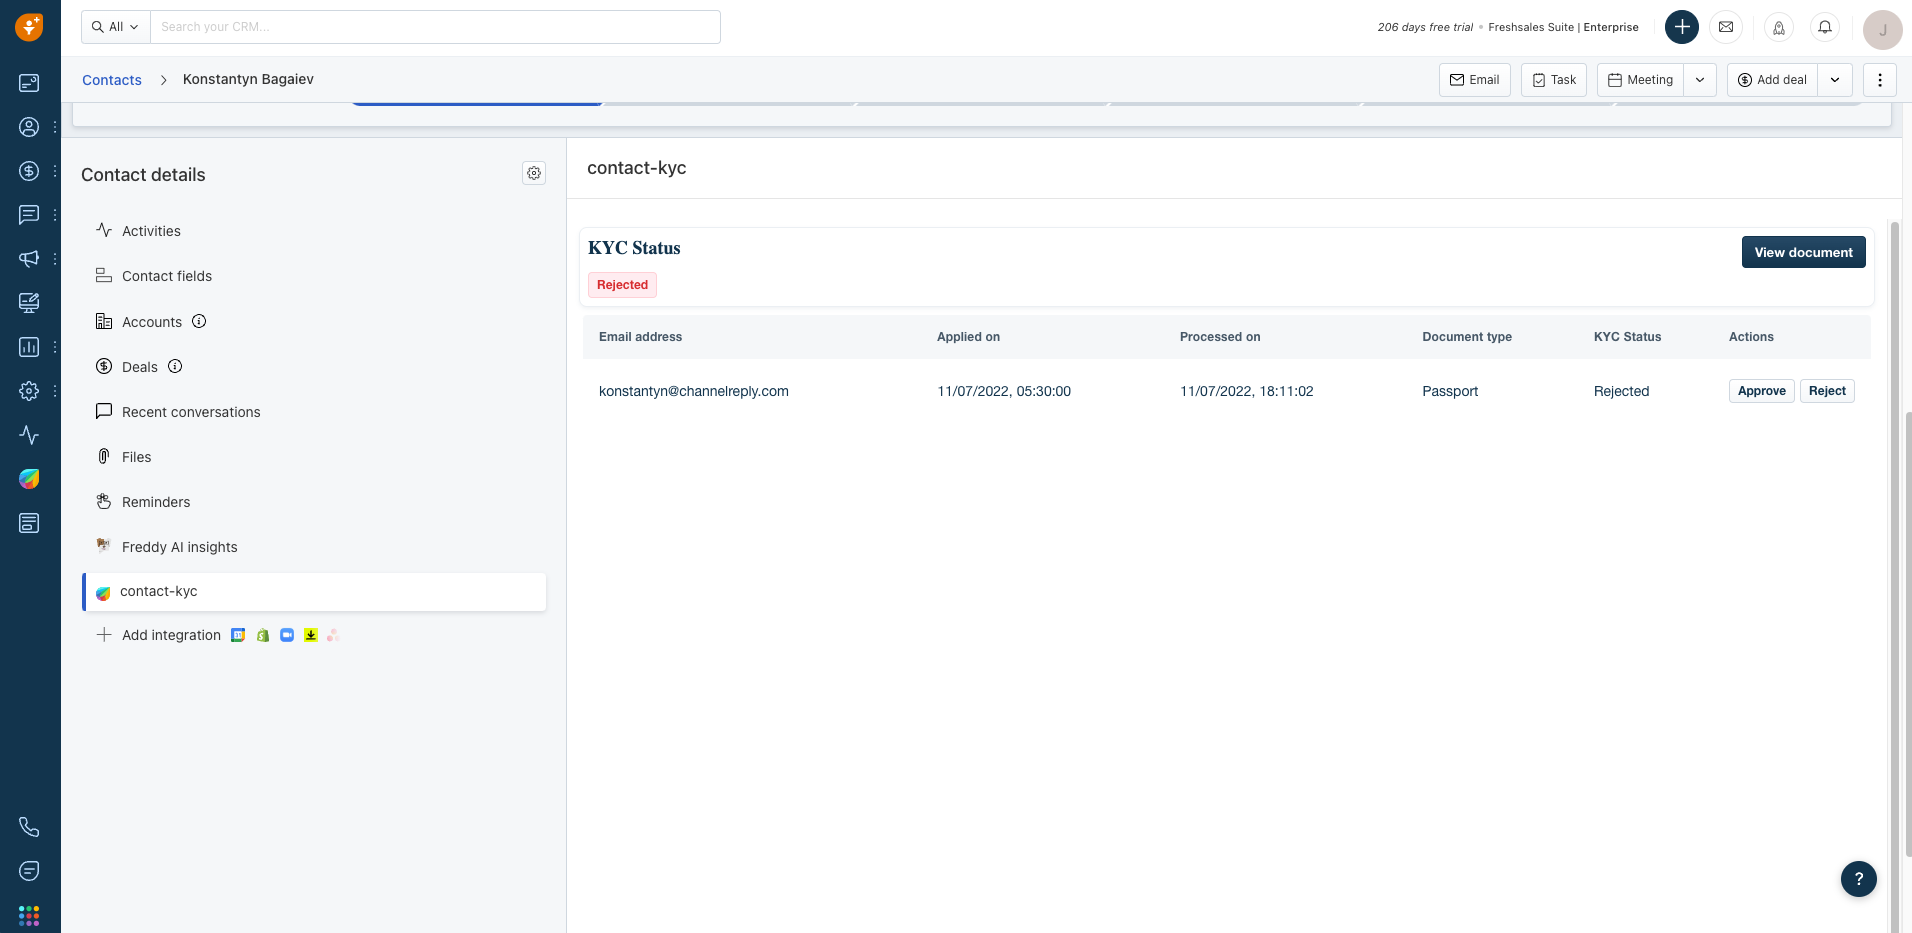 All
Search your CRM...
206 days free trial • Freshsales Suite | Enterprise
J
Contacts > Konstantyn Bagaiev
Email
Task
Meeting
Add deal
Contact details
Activities
Contact fields
Accounts
Deals
Recent conversations
Files
Reminders
Freddy AI insights
contact-kyc
Add integration
contact-kyc
KYC Status
View document
Rejected
Email address Applied on Processed on Document type KYC Status Actions
konstantyn@channelreply.com 11/07/2022, 05:30:00 11/07/2022, 18:11:02 Passport Rejected Approve Reject
?